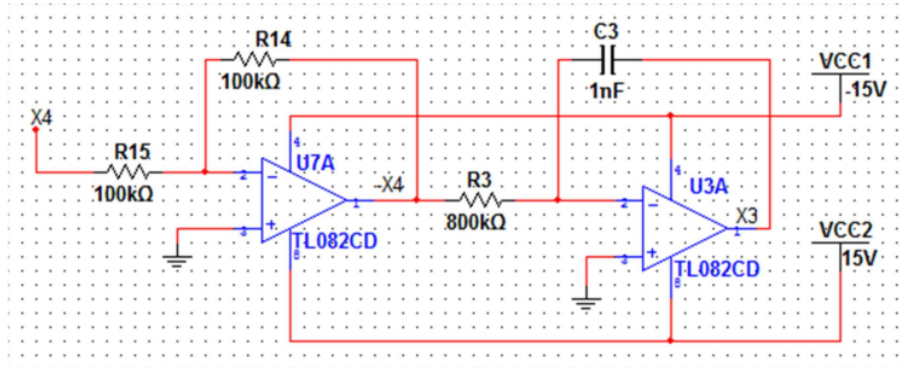 C3
R14
VCC1
100kΩ
1nF
-15V
X4
4
R15
U7A
4
2
-X4
R3
U3A
100kΩ
1
2
800kΩ
X3
3
TL082CD
1
VCC2
8
3
15V
TL082CD
8